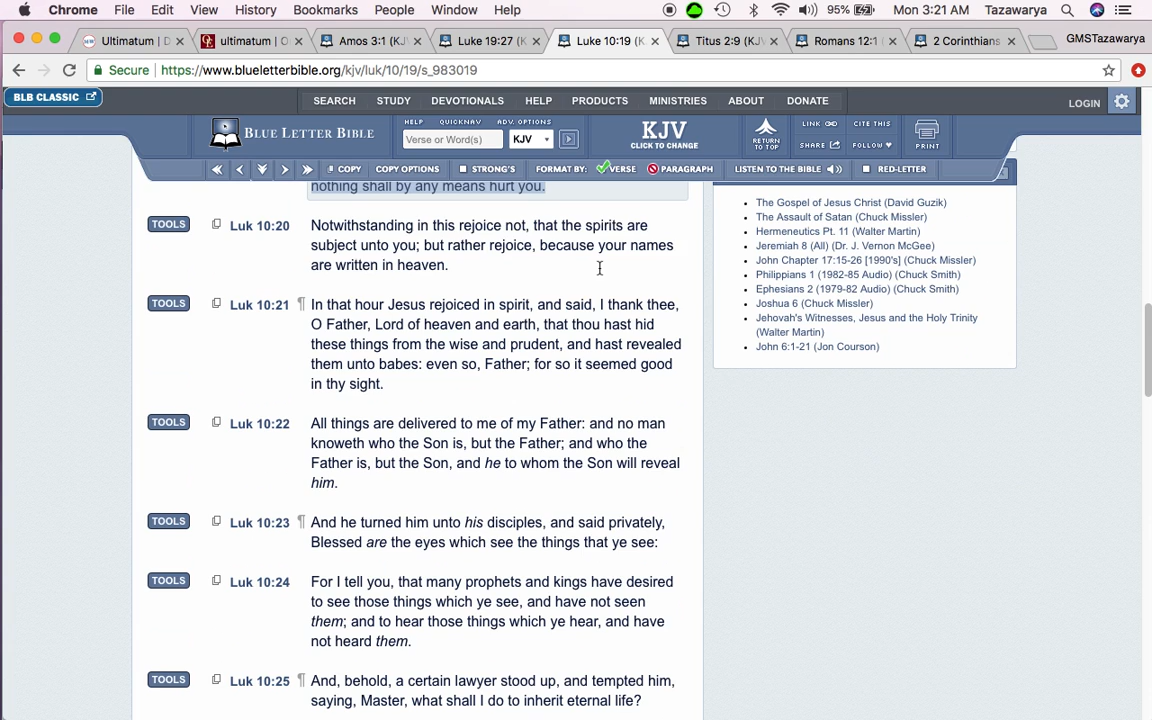 Chrome File Edit View History Bookmarks People Window Help 95% Mon 3:21 AM Tazawarya
Ultimatum | D ultimatum | O Amos 3:1 (KJ Luke 19:27 (K Luke 10:19 (K Titus 2:9 (KJV Romans 12:1 2 Corinthians GMSTazawarya
Secure https://www.blueletterbible.org/kjv/luk/10/19/s_983019
BLB CLASSIC
SEARCH STUDY DEVOTIONALS HELP PRODUCTS MINISTRIES ABOUT DONATE LOGIN
BLUE LETTER BIBLE
HELP QUICKNAV ADV. OPTIONS
Verse or Word(s) KJV
KJV
CLICK TO CHANGE
RETURN
TO TOP
LINK CITE THIS
SHARE FOLLOW
PRINT
COPY COPY OPTIONS STRONG'S FORMAT BY: VERSE PARAGRAPH LISTEN TO THE BIBLE RED-LETTER
nothing shall by any means hurt you.
TOOLS Luk 10:20 Notwithstanding in this rejoice not, that the spirits are
subject unto you; but rather rejoice, because your names
are written in heaven.
TOOLS Luk 10:21 ¶ In that hour Jesus rejoiced in spirit, and said, I thank thee,
O Father, Lord of heaven and earth, that thou hast hid
these things from the wise and prudent, and hast revealed
them unto babes: even so, Father; for so it seemed good
in thy sight.
TOOLS Luk 10:22 All things are delivered to me of my Father: and no man
knoweth who the Son is, but the Father; and who the
Father is, but the Son, and he to whom the Son will reveal
him.
TOOLS Luk 10:23 ¶ And he turned him unto his disciples, and said privately,
Blessed are the eyes which see the things that ye see:
TOOLS Luk 10:24 For I tell you, that many prophets and kings have desired
to see those things which ye see, and have not seen
them; and to hear those things which ye hear, and have
not heard them.
TOOLS Luk 10:25 ¶ And, behold, a certain lawyer stood up, and tempted him,
saying, Master, what shall I do to inherit eternal life?
The Gospel of Jesus Christ (David Guzik)
The Assault of Satan (Chuck Missler)
Hermeneutics Pt. 11 (Walter Martin)
Jeremiah 8 (All) (Dr. J. Vernon McGee)
John Chapter 17:15-26 [1990's] (Chuck Missler)
Philippians 1 (1982-85 Audio) (Chuck Smith)
Ephesians 2 (1979-82 Audio) (Chuck Smith)
Joshua 6 (Chuck Missler)
Jehovah's Witnesses, Jesus and the Holy Trinity
(Walter Martin)
John 6:1-21 (Jon Courson)